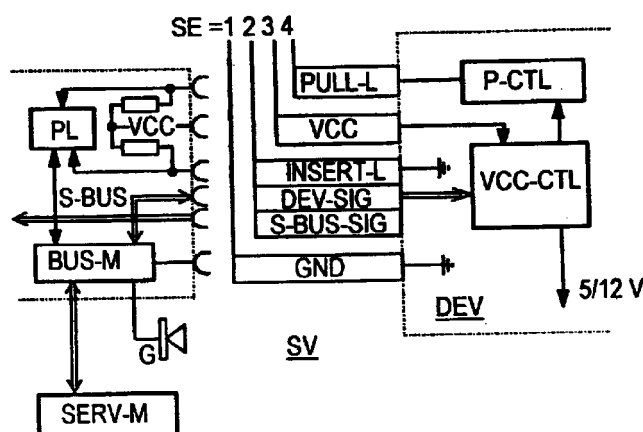 SE =1 2 3 4
PULL-L
P-CTL
PL
VCC
VCC
INSERT-L
VCC-CTL
S-BUS
DEV-SIG
S-BUS-SIG
BUS-M
GND
5/12 V
DEV
G
SV
SERV-M